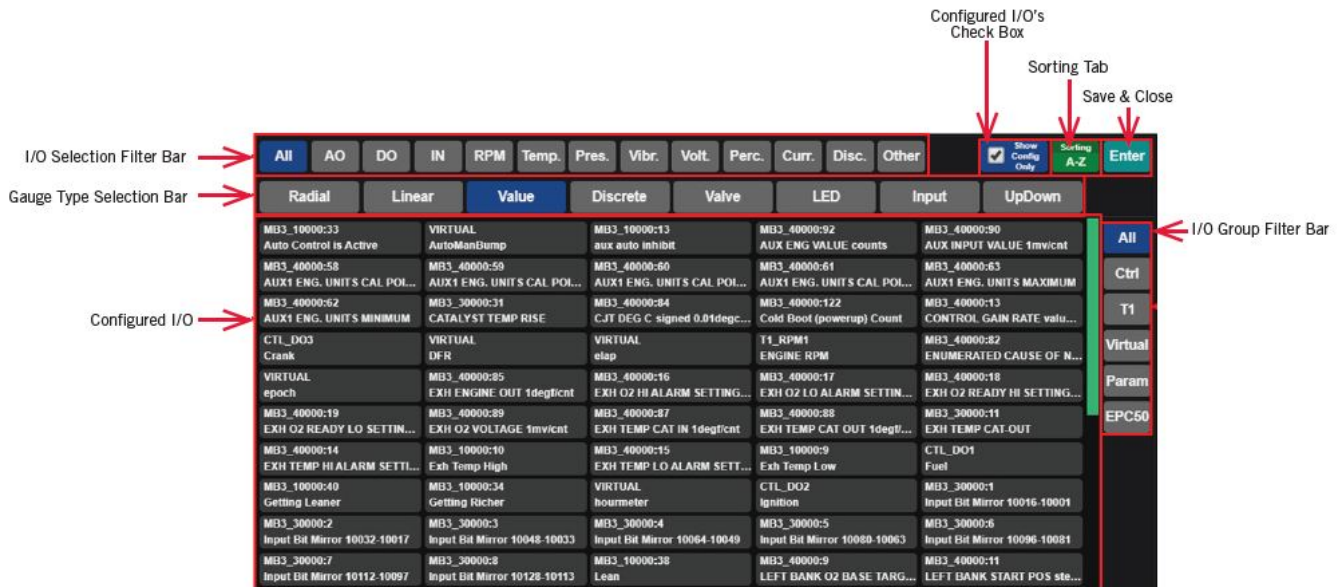 Configured I/O's
Check Box
Sorting Tab
Save & Close
I/O Selection Filter Bar
All AO DO IN RPM Temp. Pres. Vibr. Volt. Perc. Curr. Disc. Other
Show
Config
Only
Sorting
A-Z
Enter
Gauge Type Selection Bar
Radial Linear Value Discrete Valve LED Input UpDown
I/O Group Filter Bar
All
Ctrl
T1
Virtual
Param
EPC50
Configured I/O
MB3_10000:33 VIRTUAL MB3_10000:13 MB3_40000:92 MB3_40000:90
Auto Control is Active AutoManBump aux auto inhibit AUX ENG VALUE counts AUX INPUT VALUE 1mv/cnt
MB3_40000:58 MB3_40000:59 MB3_40000:60 MB3_40000:61 MB3_40000:63
AUX1 ENG. UNITS CAL POI... AUX1 ENG. UNITS CAL POI... AUX1 ENG. UNITS CAL POI... AUX1 ENG. UNITS CAL POI... AUX1 ENG. UNITS MAXIMUM
MB3_40000:62 MB3_30000:31 MB3_40000:84 MB3_40000:122 MB3_40000:13
AUX1 ENG. UNITS MINIMUM CATALYST TEMP RISE CJT DEG C signed 0.01degc... Cold Boot (powerup) Count CONTROL GAIN RATE valu...
CTL_DO3 VIRTUAL VIRTUAL T1_RPM1 MB3_40000:82
Crank DFR elap ENGINE RPM ENUMERATED CAUSE OF N...
VIRTUAL MB3_40000:85 MB3_40000:16 MB3_40000:17 MB3_40000:18
epoch EXH ENGINE OUT 1degf/cnt EXH O2 HI ALARM SETTING... EXH O2 LO ALARM SETTIN... EXH O2 READY HI SETTING...
MB3_40000:19 MB3_40000:89 MB3_40000:87 MB3_40000:88 MB3_30000:11
EXH O2 READY LO SETTIN... EXH O2 VOLTAGE 1mv/cnt EXH TEMP CAT IN 1degf/cnt EXH TEMP CAT OUT 1degf/... EXH TEMP CAT-OUT
MB3_40000:14 MB3_10000:10 MB3_40000:15 MB3_10000:9 CTL_DO1
EXH TEMP HI ALARM SETTI... Exh Temp High EXH TEMP LO ALARM SETT... Exh Temp Low Fuel
MB3_10000:40 MB3_10000:34 VIRTUAL CTL_DO2 MB3_30000:1
Getting Leaner Getting Richer hourmeter Ignition Input Bit Mirror 10016-10001
MB3_30000:2 MB3_30000:3 MB3_30000:4 MB3_30000:5 MB3_30000:6
Input Bit Mirror 10032-10017 Input Bit Mirror 10048-10033 Input Bit Mirror 10064-10049 Input Bit Mirror 10080-10063 Input Bit Mirror 10096-10081
MB3_30000:7 MB3_30000:8 MB3_10000:38 MB3_40000:9 MB3_40000:11
Input Bit Mirror 10112-10097 Input Bit Mirror 10128-10113 Lean LEFT BANK O2 BASE TARG... LEFT BANK START POS ste...